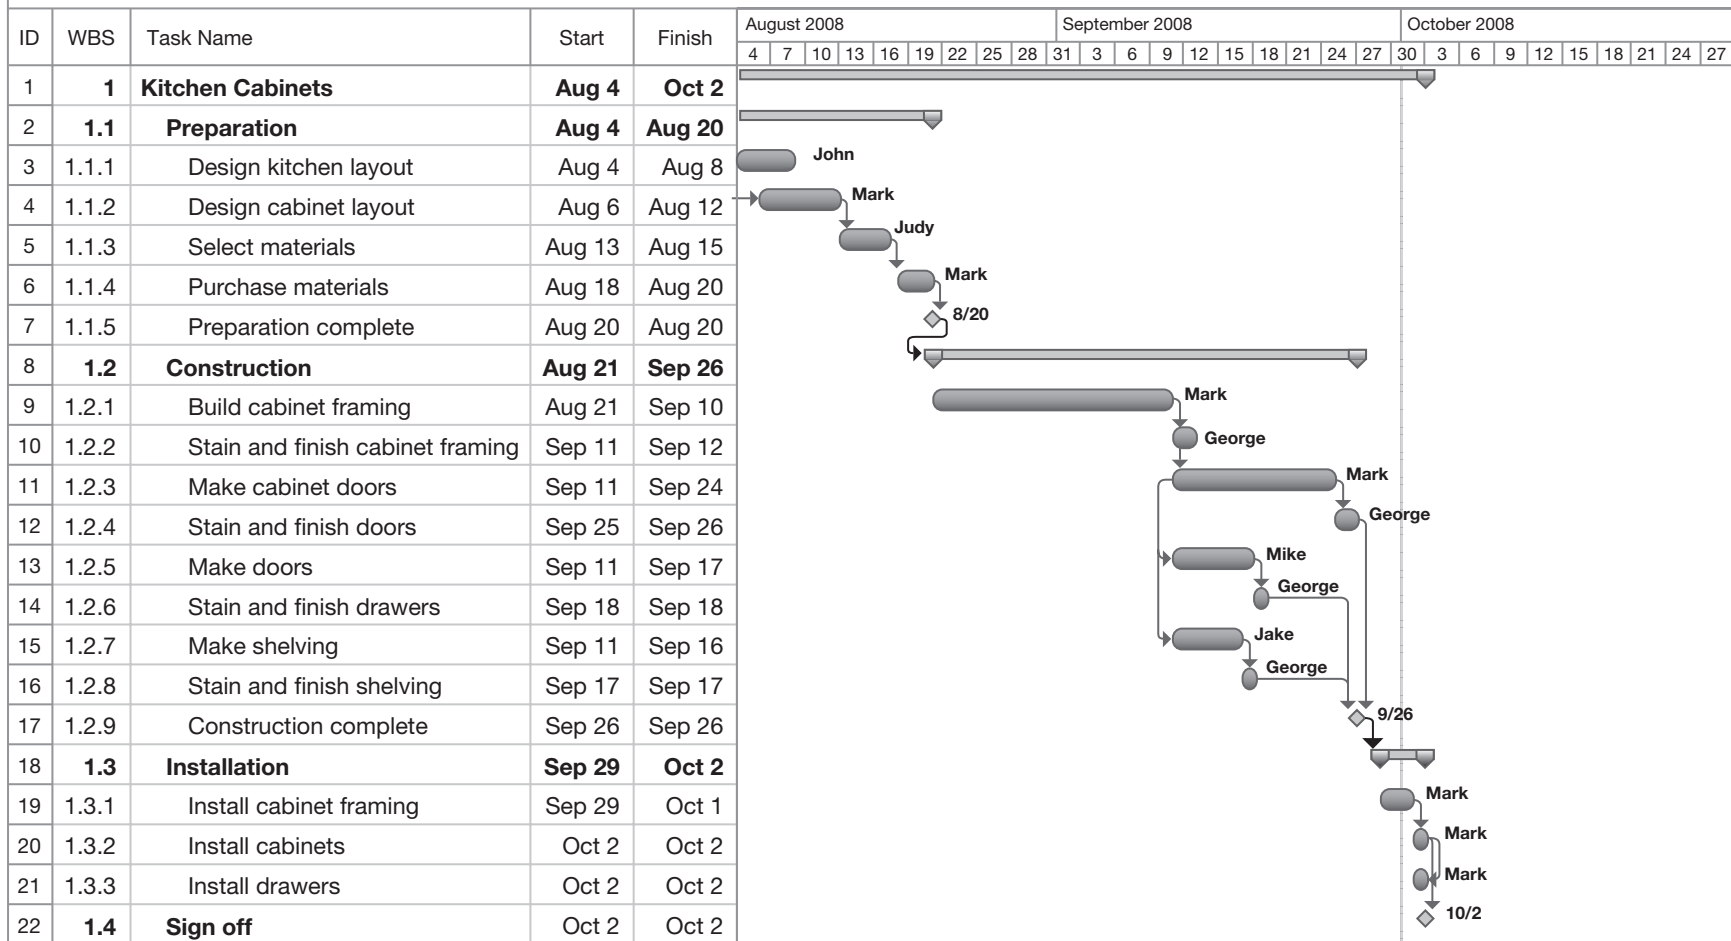 ID WBS Task Name Start Finish August 2008 September 2008 October 2008
4 7 10 13 16 19 22 25 28 31 3 6 9 12 15 18 21 24 27 30 3 6 9 12 15 18 21 24 27
1 1 Kitchen Cabinets Aug 4 Oct 2
2 1.1 Preparation Aug 4 Aug 20
3 1.1.1 Design kitchen layout Aug 4 Aug 8 John
4 1.1.2 Design cabinet layout Aug 6 Aug 12 Mark
5 1.1.3 Select materials Aug 13 Aug 15 Judy
6 1.1.4 Purchase materials Aug 18 Aug 20 Mark
7 1.1.5 Preparation complete Aug 20 Aug 20 8/20
8 1.2 Construction Aug 21 Sep 26
9 1.2.1 Build cabinet framing Aug 21 Sep 10 Mark
10 1.2.2 Stain and finish cabinet framing Sep 11 Sep 12 George
11 1.2.3 Make cabinet doors Sep 11 Sep 24 Mark
12 1.2.4 Stain and finish doors Sep 25 Sep 26 George
13 1.2.5 Make doors Sep 11 Sep 17 Mike
14 1.2.6 Stain and finish drawers Sep 18 Sep 18 George
15 1.2.7 Make shelving Sep 11 Sep 16 Jake
16 1.2.8 Stain and finish shelving Sep 17 Sep 17 George
17 1.2.9 Construction complete Sep 26 Sep 26 9/26
18 1.3 Installation Sep 29 Oct 2
19 1.3.1 Install cabinet framing Sep 29 Oct 1 Mark
20 1.3.2 Install cabinets Oct 2 Oct 2 Mark
21 1.3.3 Install drawers Oct 2 Oct 2 Mark
22 1.4 Sign off Oct 2 Oct 2 10/2